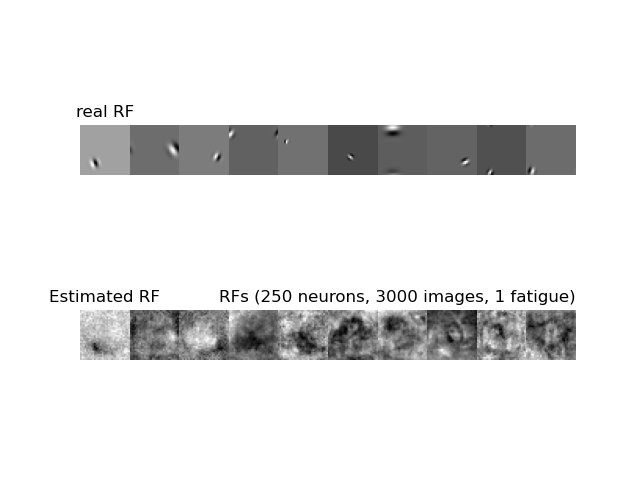 real RF
Estimated RF
RFs (250 neurons, 3000 images, 1 fatigue)